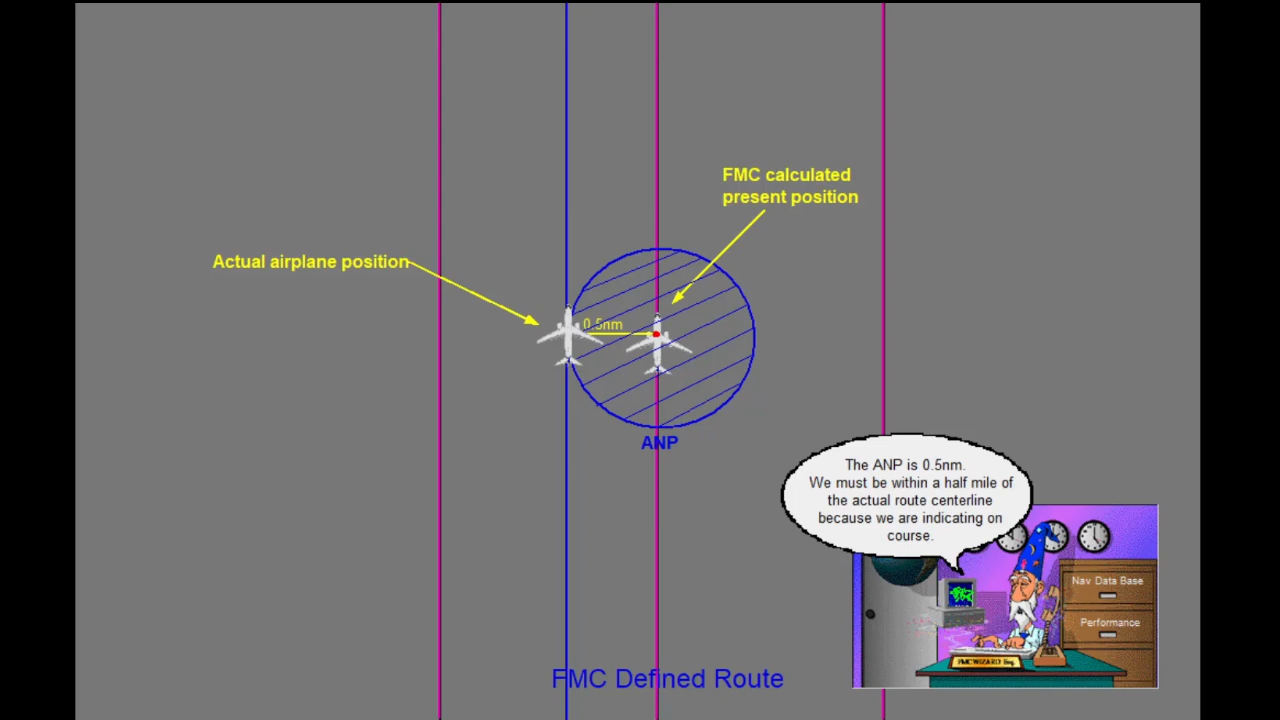 FMC calculated
present position
Actual airplane position
0.5nm
ANP
The ANP is 0.5nm.
We must be within a half mile of
the actual route centerline
because we are indicating on
course.
Nav Data Base
Performance
FMCWIZARD Esq.
FMC Defined Route